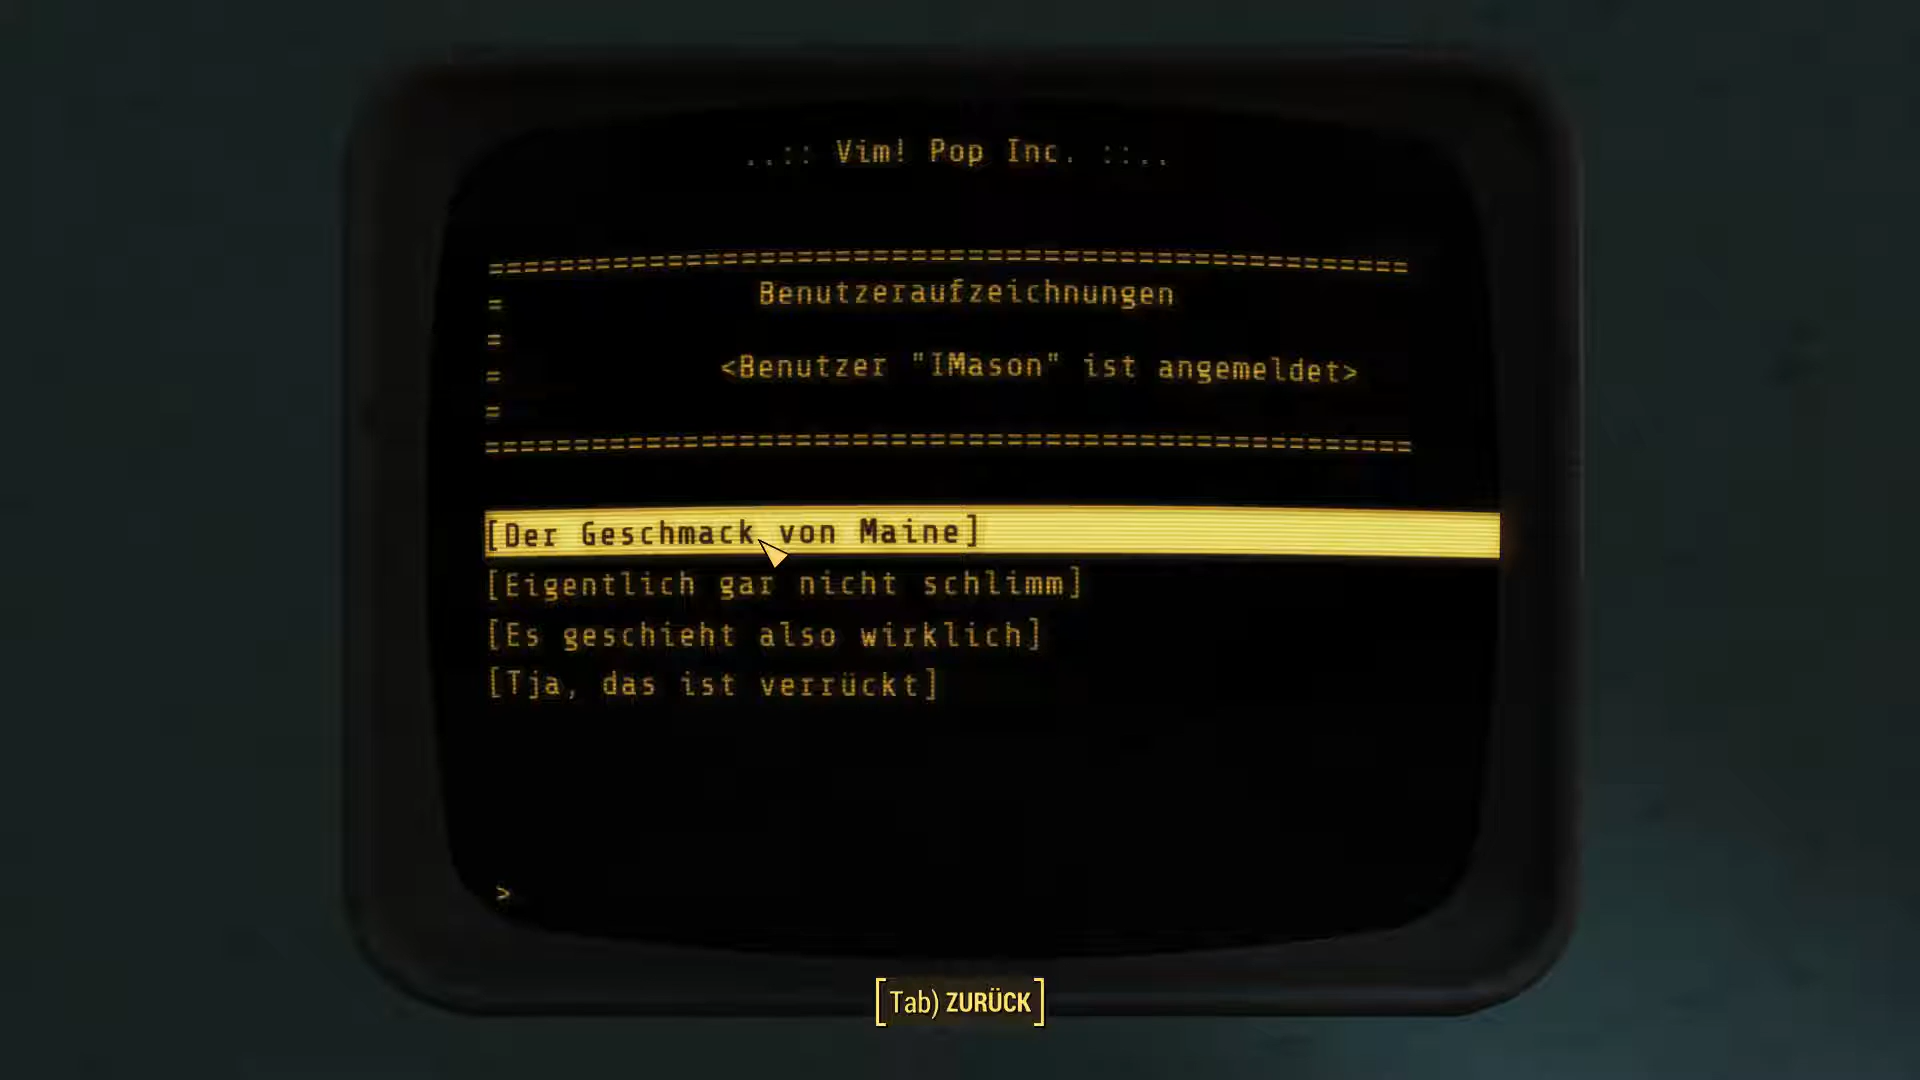 ..:: Vim! Pop Inc. ::..
====================================================
= Benutzeraufzeichnungen
=
= <Benutzer "IMason" ist angemeldet>
=
====================================================
[Der Geschmack von Maine]
[Eigentlich gar nicht schlimm]
[Es geschieht also wirklich]
[Tja, das ist verrückt]
>
[Tab) ZURÜCK]